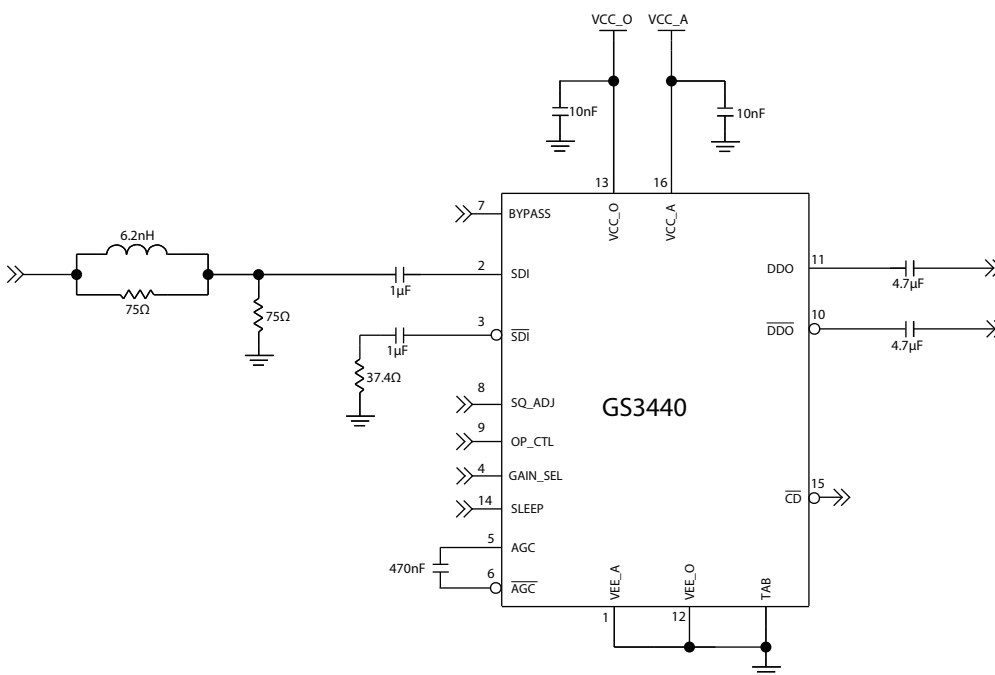 VCC_O
VCC_A
10nF
10nF
13
16
VCC_O
VCC_A
7
BYPASS
6.2nH
75Ω
75Ω
1μF
2
SDI
3
SDI
1μF
37.4Ω
8
SQ_ADJ
9
OP_CTL
4
GAIN_SEL
14
SLEEP
5
AGC
470nF
6
AGC
GS3440
DDO
11
4.7μF
DDO
10
4.7μF
CD
15
VEE_A
VEE_O
TAB
1
12